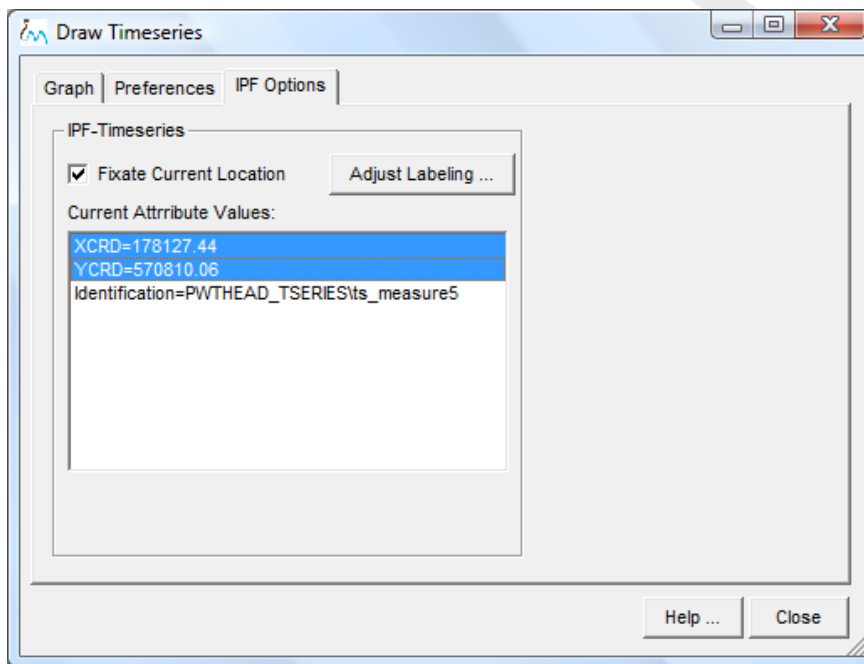 Draw Timeseries
Graph Preferences IPF Options
IPF-Timeseries
Fixate Current Location Adjust Labeling ...
Current Attrribute Values:
XCRD=178127.44
YCRD=570810.06
Identification=PWTHEAD_TSERIES\ts_measure5
Help ... Close